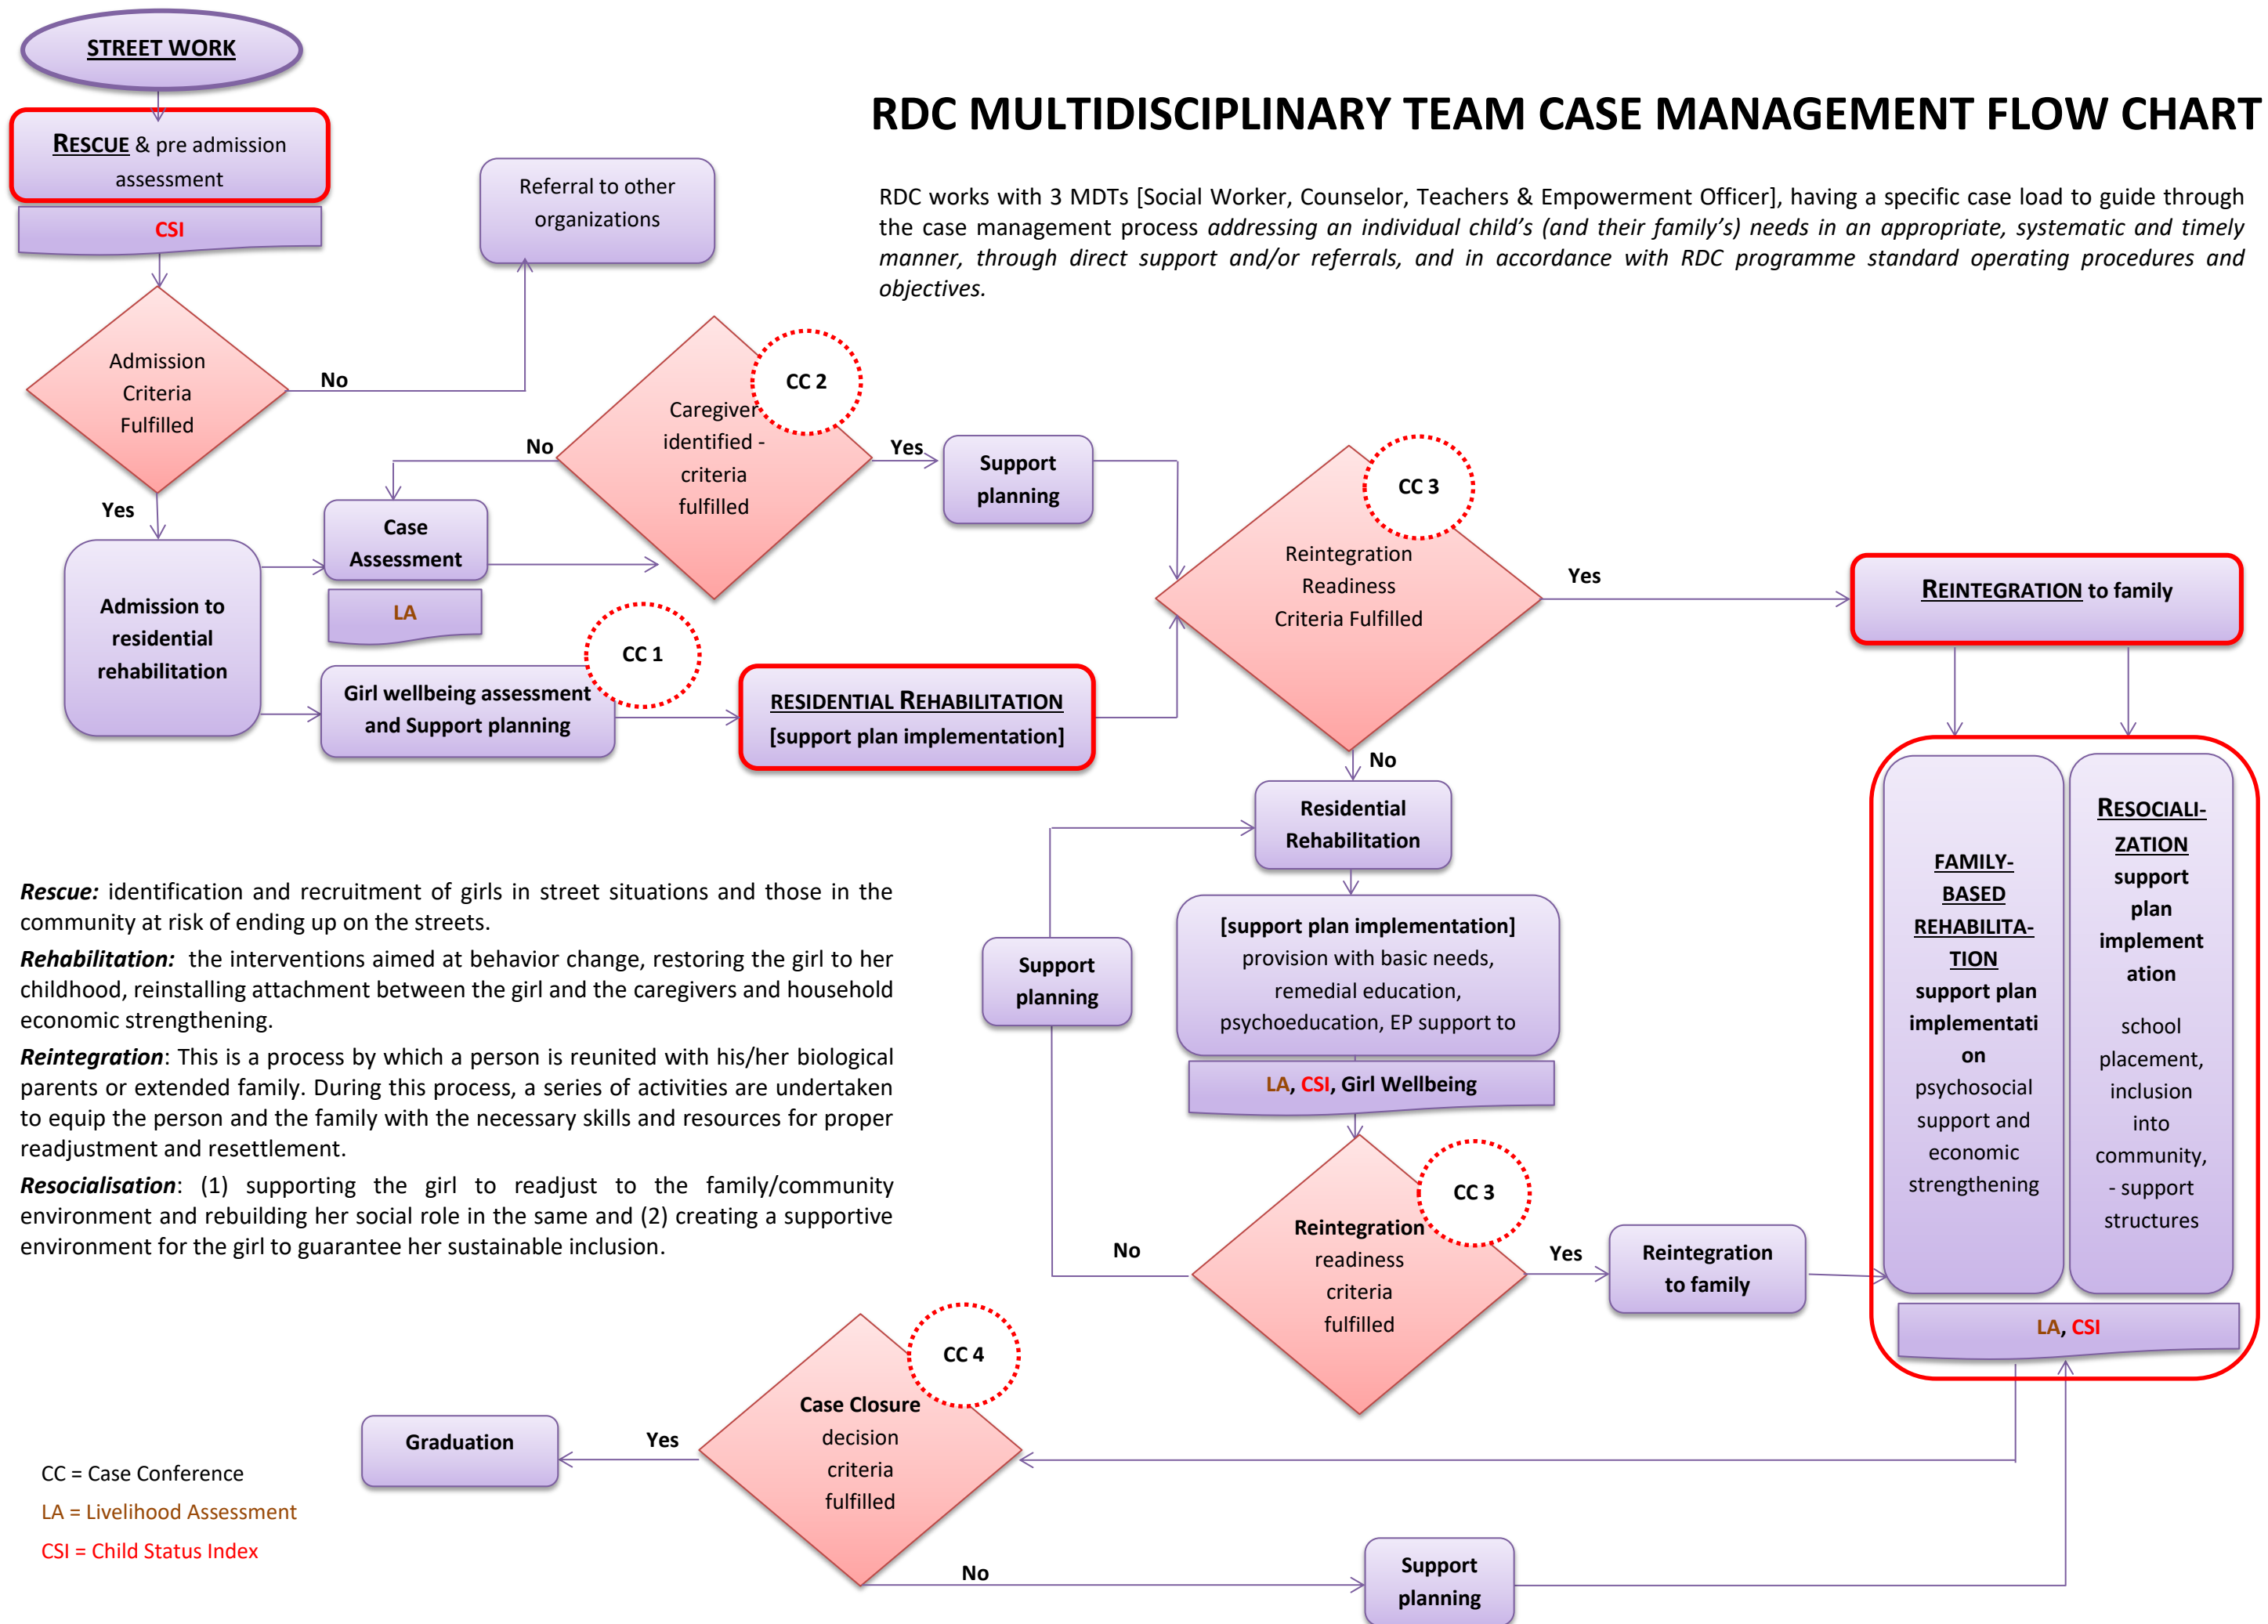 STREET WORK
RDC MULTIDISCIPLINARY TEAM CASE MANAGEMENT FLOW CHART
RESCUE & pre admission
assessment
CSI
Referral to other
organizations
RDC works with 3 MDTs [Social Worker, Counselor, Teachers & Empowerment Officer], having a specific case load to guide through
the case management process addressing an individual child’s (and their family’s) needs in an appropriate, systematic and timely
manner, through direct support and/or referrals, and in accordance with RDC programme standard operating procedures and
objectives.
Admission
Criteria
Fulfilled
No
Yes
CC 2
Caregiver
identified -
criteria
fulfilled
No
Yes
Support
planning
Case
Assessment
LA
Admission to
residential
rehabilitation
CC 1
Girl wellbeing assessment
and Support planning
RESIDENTIAL REHABILITATION
[support plan implementation]
CC 3
Reintegration
Readiness
Criteria Fulfilled
Yes
REINTEGRATION to family
No
Residential
Rehabilitation
[support plan implementation]
provision with basic needs,
remedial education,
psychoeducation, EP support to
LA, CSI, Girl Wellbeing
Support
planning
CC 3
Reintegration
readiness
criteria
fulfilled
No
Yes
Reintegration
to family
FAMILY-
BASED
REHABILITA-
TION
support plan
implementati
on
psychosocial
support and
economic
strengthening
RESOCIALI-
ZATION
support
plan
implement
ation
school
placement,
inclusion
into
community,
- support
structures
LA, CSI
Rescue: identification and recruitment of girls in street situations and those in the
community at risk of ending up on the streets.
Rehabilitation: the interventions aimed at behavior change, restoring the girl to her
childhood, reinstalling attachment between the girl and the caregivers and household
economic strengthening.
Reintegration: This is a process by which a person is reunited with his/her biological
parents or extended family. During this process, a series of activities are undertaken
to equip the person and the family with the necessary skills and resources for proper
readjustment and resettlement.
Resocialisation: (1) supporting the girl to readjust to the family/community
environment and rebuilding her social role in the same and (2) creating a supportive
environment for the girl to guarantee her sustainable inclusion.
CC 4
Case Closure
decision
criteria
fulfilled
Yes
Graduation
No
Support
planning
CC = Case Conference
LA = Livelihood Assessment
CSI = Child Status Index